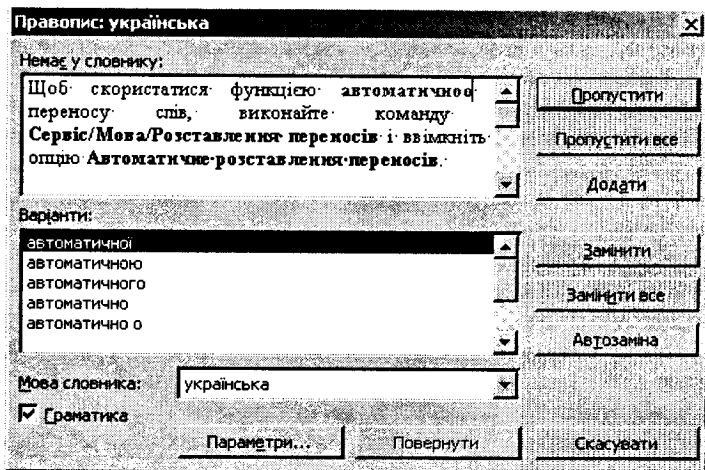 Правопис: українська
Немає у словнику:
Щоб скористатися функцією автоматичноо
переносу слів, виконайте команду
Сервіс/Мова/Розставлення переносів і ввімкніть
опцію Автоматичне розставлення переносів.
Пропустити
Пропустити все
Додати
Варіанти:
автоматичної
автоматичною
автоматичного
автоматично
автоматично о
Замінити
Замінити все
Автозаміна
Мова словника:
українська
Граматика
Параметри...
Повернути
Скасувати